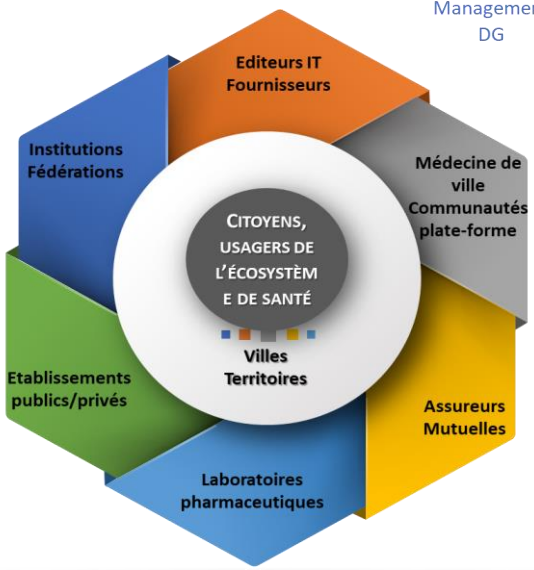 Managemen
DG
Editeurs IT
Fournisseurs
Institutions
Fédérations
Médecine de
ville
Communautés
plate-forme
CITOYENS,
USAGERS DE
L'ÉCOSYSTÈM
E DE SANTÉ
Villes
Territoires
Etablissements
publics/privés
Assureurs
Mutuelles
Laboratoires
pharmaceutiques